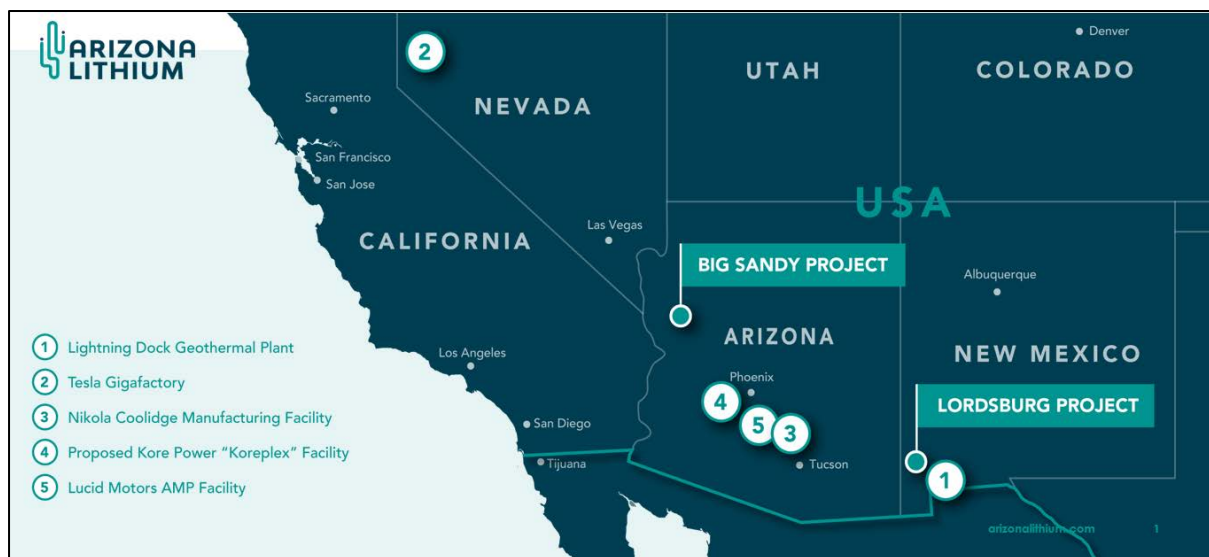 ARIZONA
LITHIUM
2
Denver
UTAH
COLORADO
NEVADA
Sacramento
San Francisco
San Jose
USA
Las Vegas
CALIFORNIA
BIG SANDY PROJECT
Albuquerque
ARIZONA
NEW MEXICO
Los Angeles
Phoenix
4
5
3
LORDSBURG PROJECT
San Diego
Tijuana
Tucson
1
1 Lightning Dock Geothermal Plant
2 Tesla Gigafactory
3 Nikola Coolidge Manufacturing Facility
4 Proposed Kore Power “Koreplex” Facility
5 Lucid Motors AMP Facility
arizonalithium.com 1